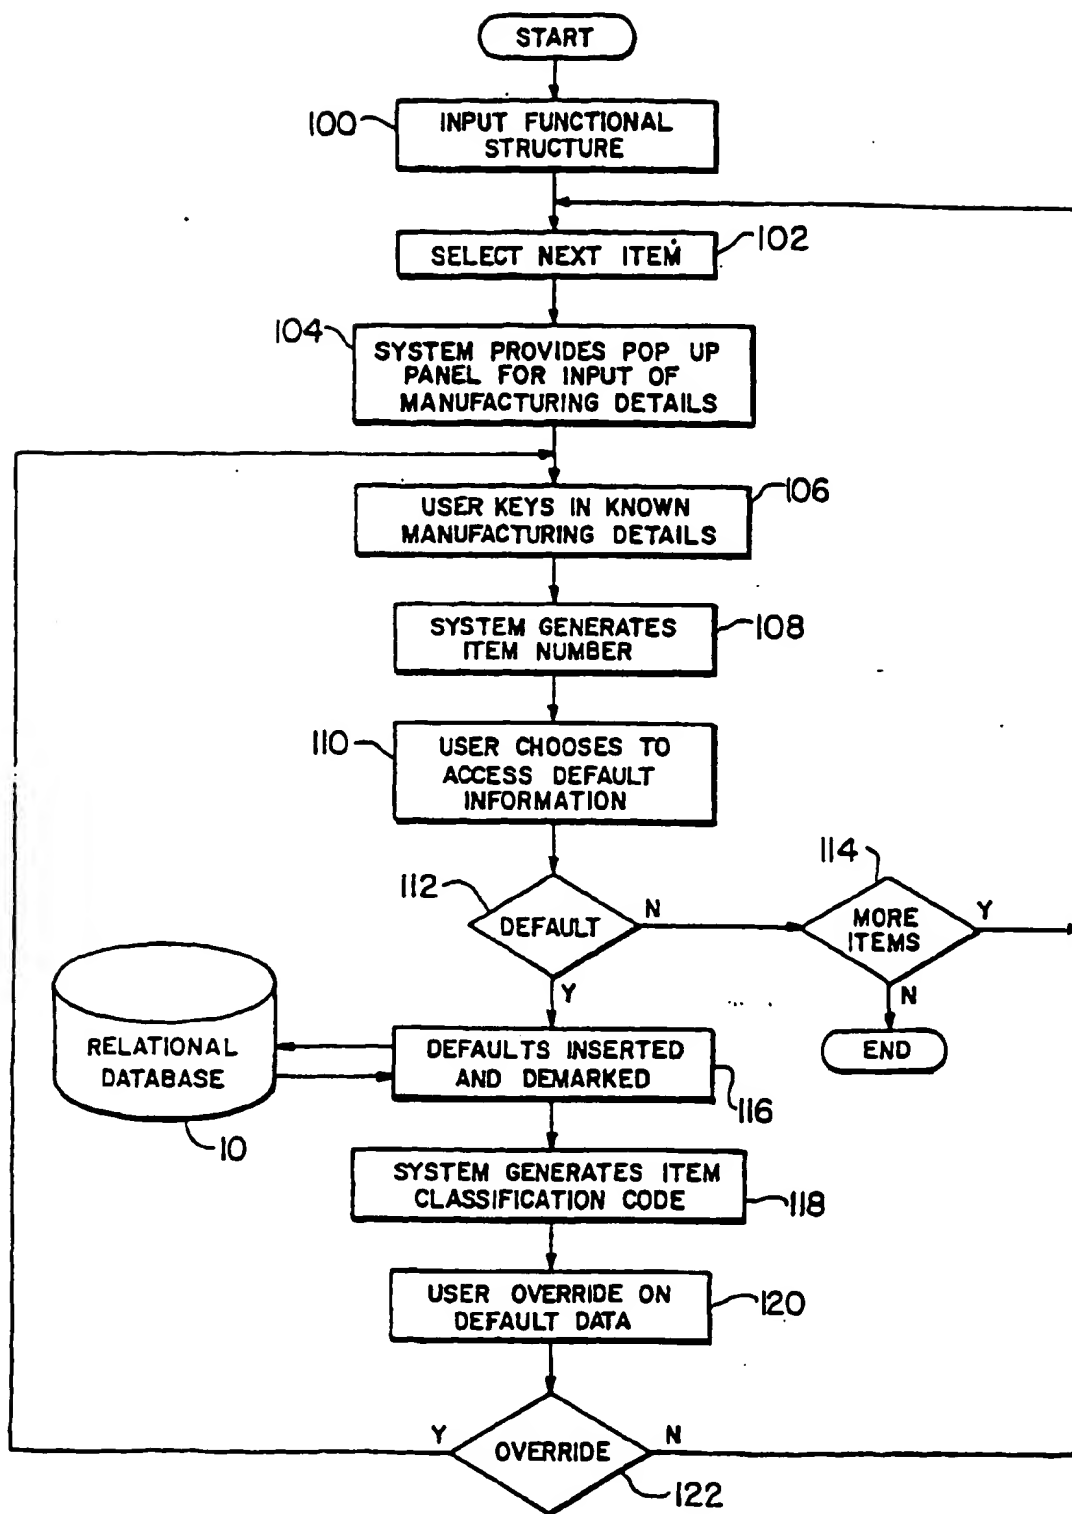 START
100
INPUT FUNCTIONAL
STRUCTURE
SELECT NEXT ITEM
102
104
SYSTEM PROVIDES POP UP
PANEL FOR INPUT OF
MANUFACTURING DETAILS
106
USER KEYS IN KNOWN
MANUFACTURING DETAILS
SYSTEM GENERATES
ITEM NUMBER
108
110
USER CHOOSES TO
ACCESS DEFAULT
INFORMATION
112
DEFAULT
N
Y
114
MORE
ITEMS
Y
N
END
RELATIONAL
DATABASE
10
DEFAULTS INSERTED
AND DEMARKED
116
SYSTEM GENERATES ITEM
CLASSIFICATION CODE
118
USER OVERRIDE ON
DEFAULT DATA
120
Y
OVERRIDE
N
122